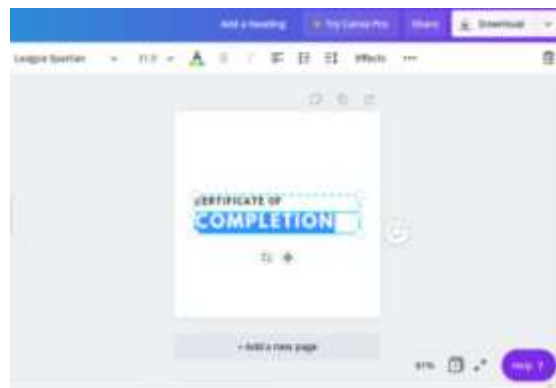 Add a heading
Try Canva Pro
Share
Download
League Spartan
A
Effects
CERTIFICATE OF
COMPLETION
+ Add a new page
Help ?